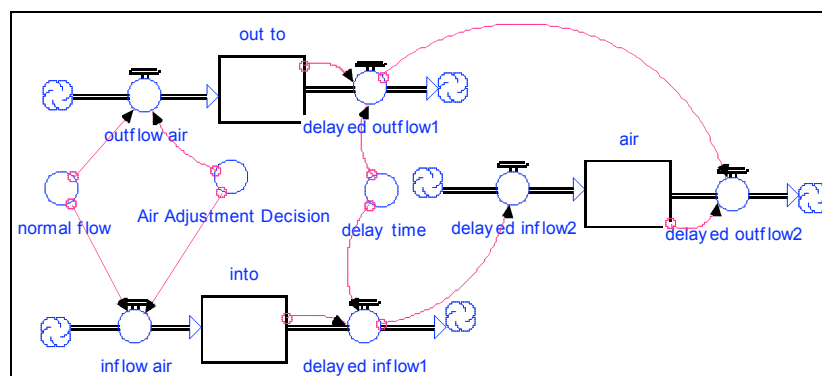 out to
outflow air
delayed outflow1
air
normal flow
Air Adjustment Decision
delay time
delayed inflow2
delayed outflow2
into
inflow air
delayed inflow1